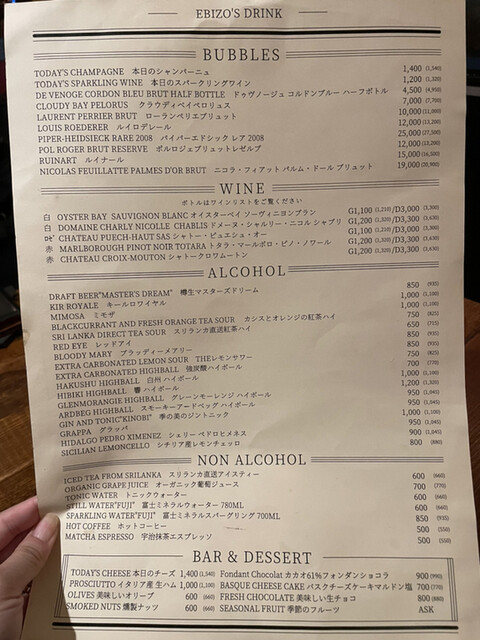 EBIZO'S DRINK
BUBBLES
TODAY'S CHAMPAGNE 本日のシャンパーニュ 1,400 (1,540)
TODAY'S SPARKLING WINE 本日のスパークリングワイン 1,200 (1,320)
DE VENOGE CORDON BLEU BRUT HALF BOTTLE ドゥヴノージュ コルドンブルー ハーフボトル 4,500 (4,950)
CLOUDY BAY PELORUS クラウディベイペロリュス 7,000 (7,700)
LAURENT PERRIER BRUT ローランペリエブリュット 10,000 (11,000)
LOUIS ROEDERER ルイロデレール 12,000 (13,200)
PIPER-HEIDSIECK RARE 2008 パイパーエドシック レア 2008 25,000 (27,500)
POL ROGER BRUT RESERVE ポルロジェブリュットレゼルブ 12,000 (13,200)
RUINART ルイナール 15,000 (16,500)
NICOLAS FEUILLATTE PALMES D'OR BRUT ニコラ・フィアット パルム・ドール ブリュット 19,000 (20,900)
WINE
ボトルはワインリストをご覧ください
白 OYSTER BAY SAUVIGNON BLANC オイスターベイ ソーヴィニヨンブラン G1,100 (1,210) /D3,000 (3,300)
白 DOMAINE CHARLY NICOLLE CHABLIS ドメーヌ・シャルリー・ニコル シャブリ G1,200 (1,320) /D3,300 (3,630)
ロゼ CHATEAU PUECH-HAUT SAS シャトー・ピュエシュ・オー G1,100 (1,210) /D3,000 (3,300)
赤 MARLBOROUGH PINOT NOIR TOTARA トタラ・マールボロ・ピノ・ノワール G1,200 (1,320) /D3,300 (3,630)
赤 CHATEAU CROIX-MOUTON シャトークロワムートン G1,200 (1,320) /D3,300 (3,630)
ALCOHOL
DRAFT BEER"MASTER'S DREAM" 樽生マスターズドリーム 850 (935)
KIR ROYALE キールロワイヤル 1,000 (1,100)
MIMOSA ミモザ 1,000 (1,100)
BLACKCURRANT AND FRESH ORANGE TEA SOUR カシスとオレンジの紅茶ハイ 750 (825)
SRI LANKA DIRECT TEA SOUR スリランカ直送紅茶ハイ 650 (715)
RED EYE レッドアイ 850 (935)
BLOODY MARY ブラッディーメアリー 850 (935)
EXTRA CARBONATED LEMON SOUR THEレモンサワー 750 (825)
EXTRA CARBONATED HIGHBALL 強炭酸ハイボール 700 (770)
HAKUSHU HIGHBALL 白州 ハイボール 1,000 (1,100)
HIBIKI HIGHBALL 響 ハイボール 1,200 (1,320)
GLENMORANGIE HIGHBALL グレーンモーレンジ ハイボール 950 (1,045)
ARDBEG HIGHBALL スモーキーアードベッグ ハイボール 950 (1,045)
GIN AND TONIC"KINOBI" 季の美のジントニック 1,000 (1,100)
GRAPPA グラッパ 950 (1,045)
HIDALGO PEDRO XIMENEZ シェリー ペドロヒメネス 900
SICILIAN LEMONCELLO シチリア産レモンチェッロ 800 (880)
NON ALCOHOL
ICED TEA FROM SRILANKA スリランカ直送アイスティー 600 (660)
ORGANIC GRAPE JUICE オーガニック葡萄ジュース 700 (770)
TONIC WATER トニックウォーター 600 (660)
STILL WATER"FUJI" 富士ミネラルウォーター 780ML 600 (660)
SPARKLING WATER"FUJI" 富士ミネラルスパークリング 700ML 850 (935)
HOT COFFEE ホットコーヒー 500 (550)
MATCHA ESPRESSO 宇治抹茶エスプレッソ 500 (550)
BAR & DESSERT
TODAY'S CHEESE 本日のチーズ 1,400 (1,540) Fondant Chocolat カカオ61%フォンダンショコラ 900 (990)
PROSCIUTTO イタリア産 生ハム 1,000 (1,100) BASQUE CHEESE CAKE バスクチーズケーキマルドン塩 700 (770)
OLIVES 美味しいオリーブ 600 (660) FRESH CHOCOLATE 美味しい生チョコ 800 (880)
SMOKED NUTS 燻製ナッツ 600 (660) SEASONAL FRUIT 季節のフルーツ ASK